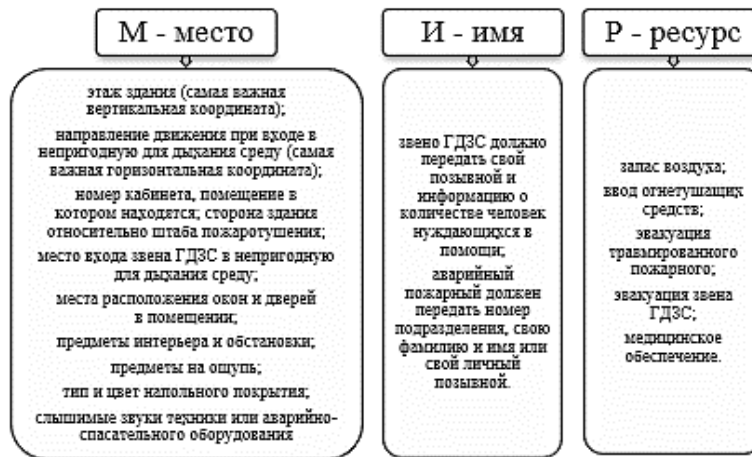 М - место
этаж здания (самая важная
вертикальная координата);
направление движения при входе в
непригодную для дыхания среду (самая
важная горизонтальная координата);
номер кабинета, помещение в
котором находятся; сторона здания
относительно штаба пожаротушения;
место входа звена ГДЗС в непригодную
для дыхания среду;
места расположения окон и дверей
в помещении;
предметы интерьера и обстановки;
предметы на ощупь;
тип и цвет напольного покрытия;
слышимые звуки техники или аварийно-
спасательного оборудования
И - имя
звено ГДЗС должно
передать свой
позывной и
информацию о
количестве человек
нуждающихся в
помощи;
аварийный
пожарный должен
передать номер
подразделения, свою
фамилию и имя или
свой личный
позывной.
Р - ресурс
запас воздуха;
ввод огнетушащих
средств;
эвакуация
травмированного
пожарного;
эвакуация звена
ГДЗС;
медицинское
обеспечение.